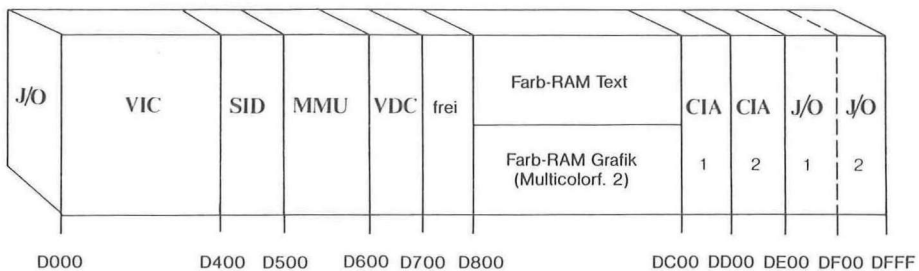 J/O
VIC
SID
MMU
VDC
frei
Farb-RAM Text
Farb-RAM Grafik
(Multicolorf. 2)
CIA
1
CIA
2
J/O
1
J/O
2
D000 D400 D500 D600 D700 D800 DC00 DD00 DE00 DF00 DFFF